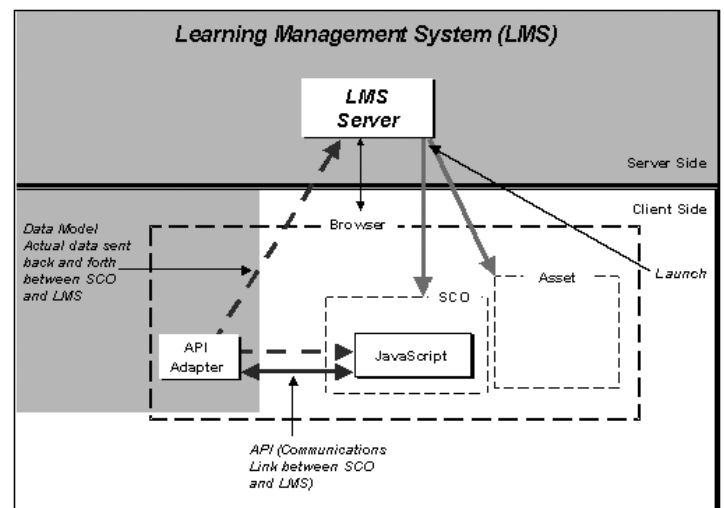 Learning Management System (LMS)
LMS
Server
Server Side
Client Side
Data Model
Actual data sent
back and forth
between SCO
and LMS
Browser
Launch
Asset
SCO
API
Adapter
JavaScript
API (Communications
Link between SCO
and LMS)